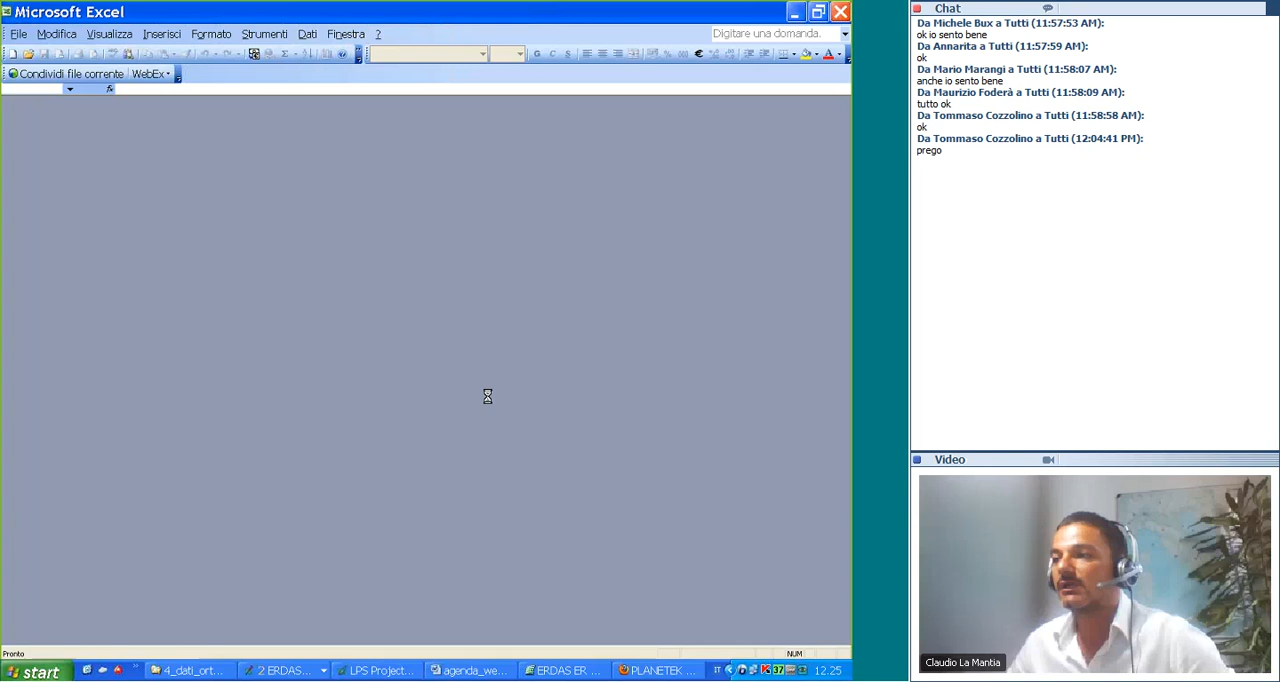 Microsoft Excel
File Modifica Visualizza Inserisci Formato Strumenti Dati Finestra ?
Digitare una domanda.
G C S
Condividi file corrente WebEx
fx
Pronto
NUM
start
4_dati_ort...
2 ERDAS...
LPS Project...
agenda_we...
ERDAS ER ...
PLANETEK ...
IT
37
12.25
Chat
Da Michele Bux a Tutti (11:57:53 AM):
ok io sento bene
Da Annarita a Tutti (11:57:59 AM):
ok
Da Mario Marangi a Tutti (11:58:07 AM):
anche io sento bene
Da Maurizio Foderà a Tutti (11:58:09 AM):
tutto ok
Da Tommaso Cozzolino a Tutti (11:58:58 AM):
ok
Da Tommaso Cozzolino a Tutti (12:04:41 PM):
prego
Video
Claudio La Mantia